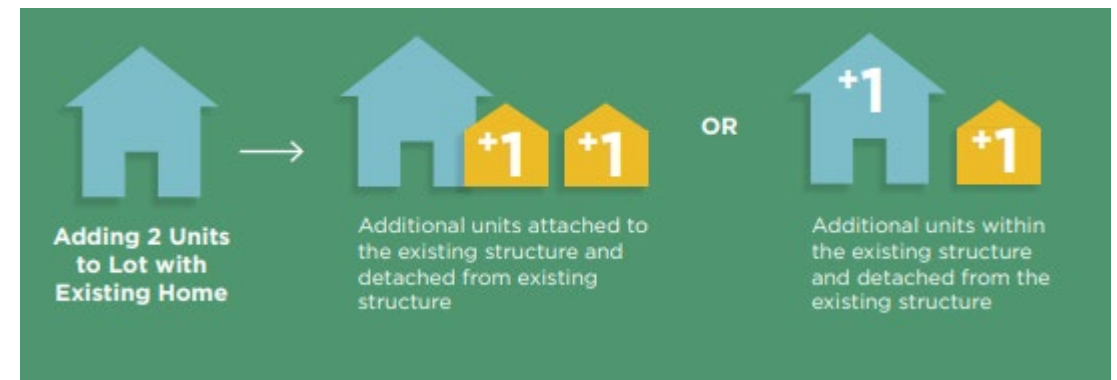 Adding 2 Units
to Lot with
Existing Home
+1
+1
Additional units attached to
the existing structure and
detached from existing
structure
OR
+1
+1
Additional units within
the existing structure
and detached from the
existing structure